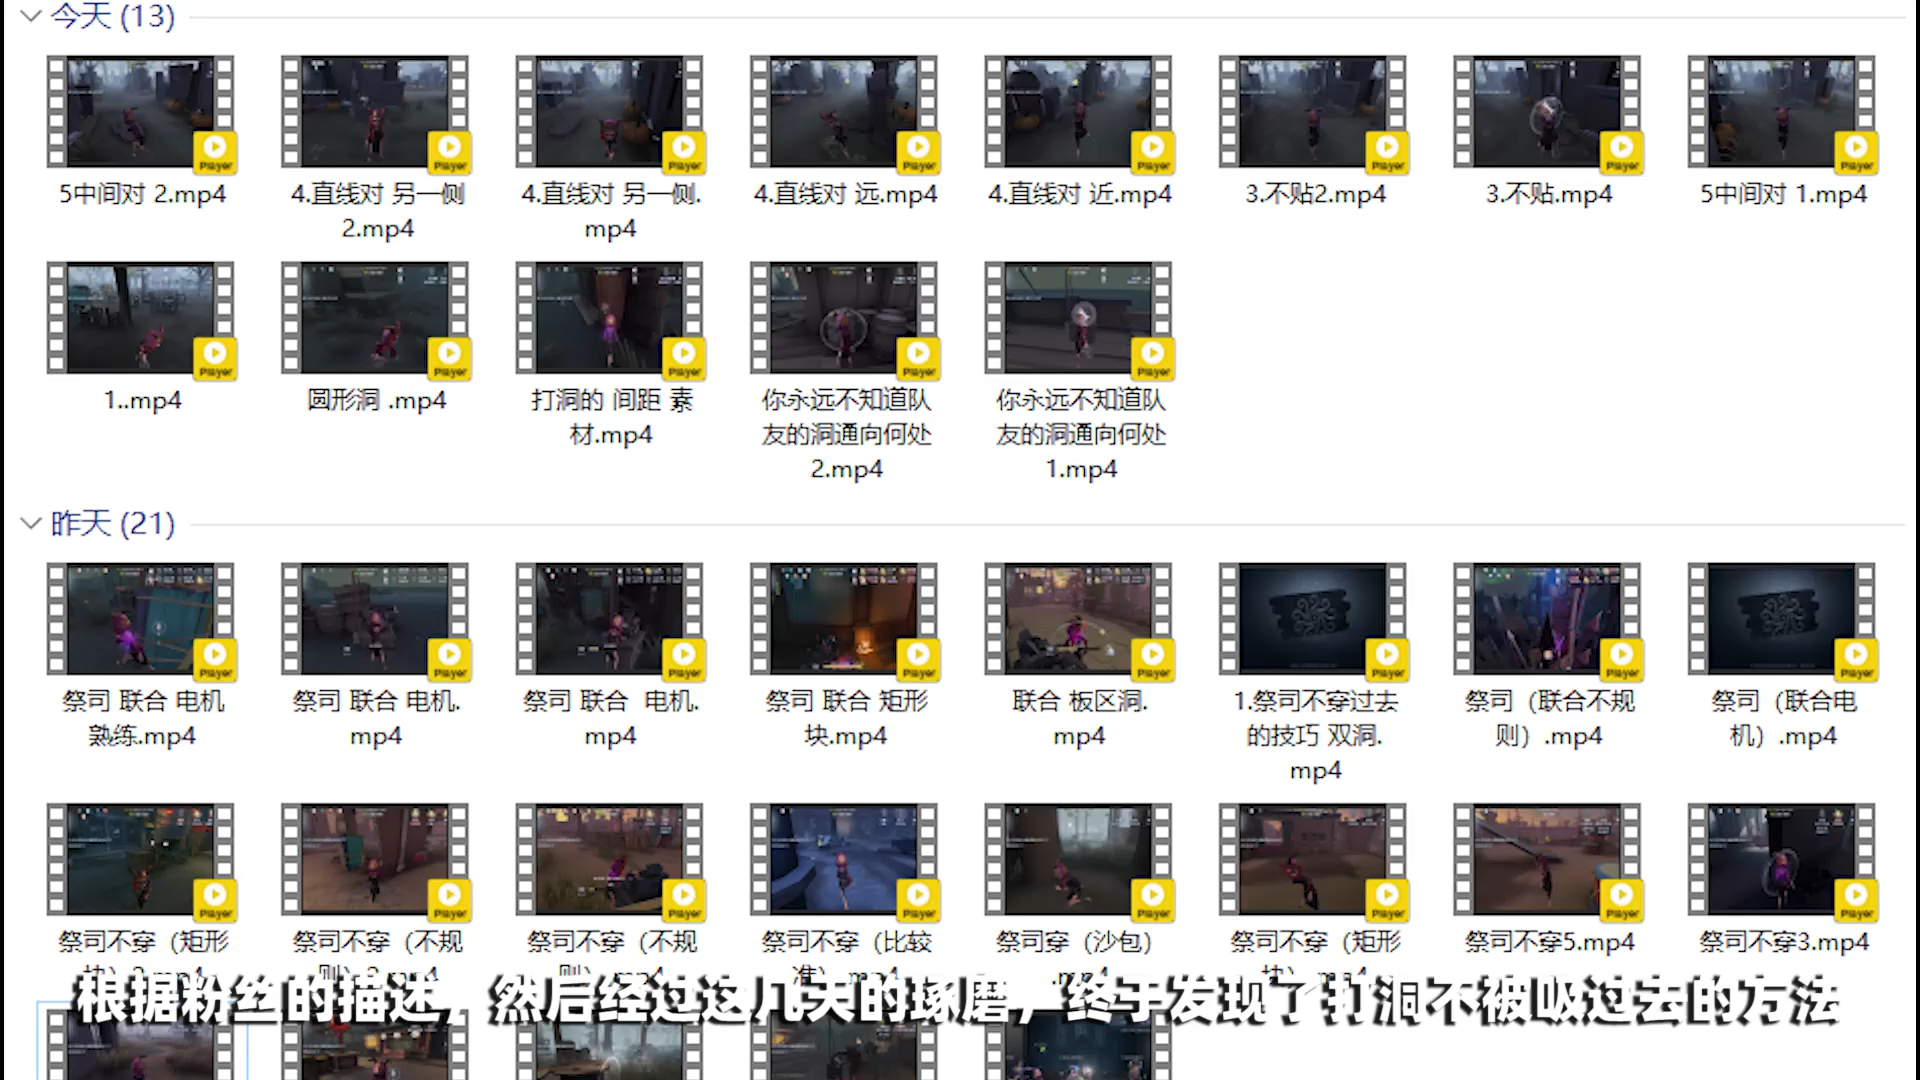 今天 (13)
5中间对 2.mp4
4.直线对 另一侧
2.mp4
4.直线对 另一侧.
mp4
4.直线对 远.mp4
4.直线对 近.mp4
3.不贴2.mp4
3.不贴.mp4
5中间对 1.mp4
1..mp4
圆形洞 .mp4
打洞的 间距 素
材.mp4
你永远不知道队
友的洞通向何处
2.mp4
你永远不知道队
友的洞通向何处
1.mp4
昨天 (21)
祭司 联合 电机
熟练.mp4
祭司 联合 电机.
mp4
祭司 联合  电机.
mp4
祭司 联合 矩形
块.mp4
联合 板区洞.
mp4
1.祭司不穿过去
的技巧 双洞.
mp4
祭司（联合不规
则）.mp4
祭司（联合电
机）.mp4
祭司不穿（矩形
祭司不穿（不规
祭司不穿（不规
祭司不穿（比较
祭司穿（沙包）
祭司不穿（矩形
祭司不穿5.mp4
祭司不穿3.mp4
根据粉丝的描述，然后经过这几天的琢磨，终于发现了打洞不被吸过去的方法